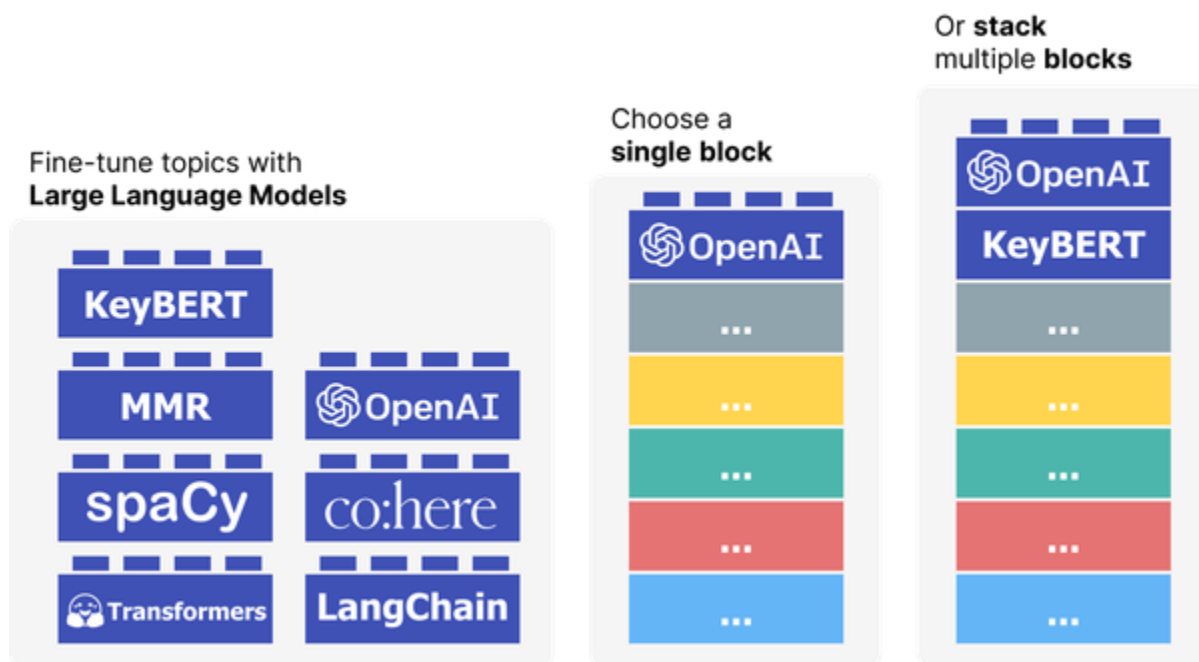 Fine-tune topics with
Large Language Models
KeyBERT
MMR
OpenAI
spaCy
co:here
Transformers
LangChain
Choose a
single block
OpenAI
...
...
...
...
...
Or stack
multiple blocks
OpenAI
KeyBERT
...
...
...
...
...